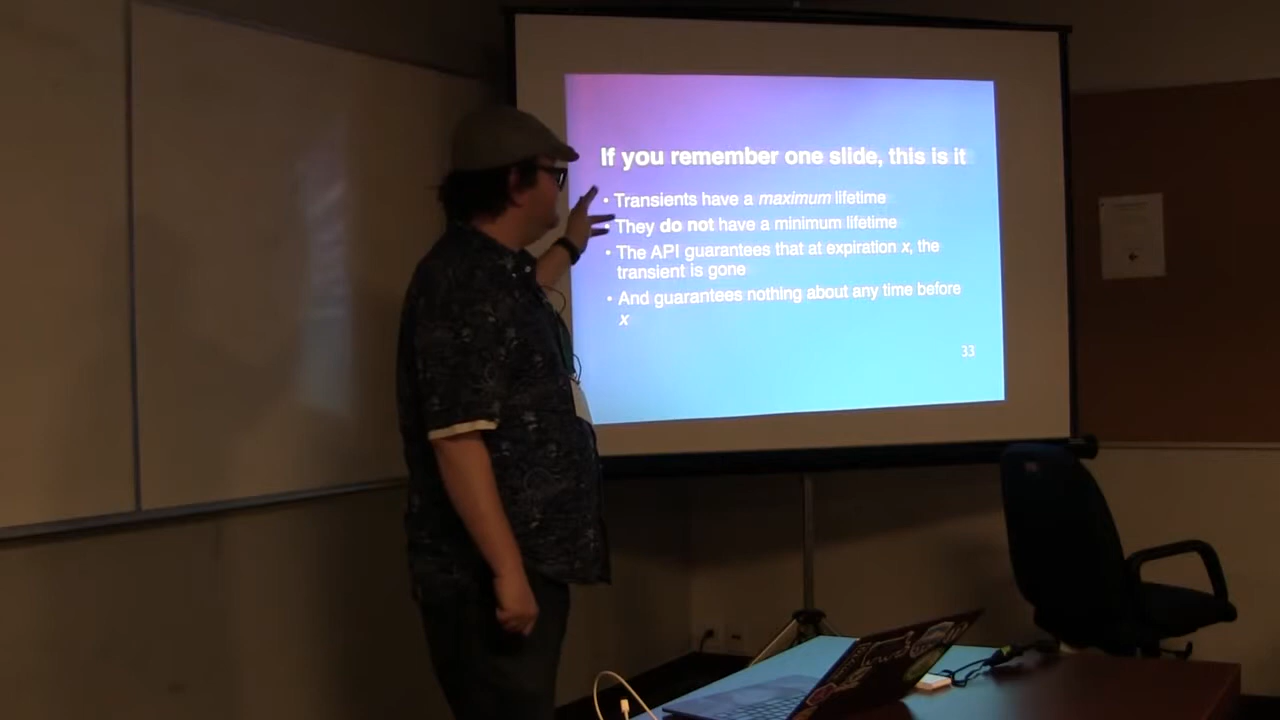 If you remember one slide, this is it
• Transients have a maximum lifetime
• They do not have a minimum lifetime
• The API guarantees that at expiration x, the
transient is gone
• And guarantees nothing about any time before
x
33